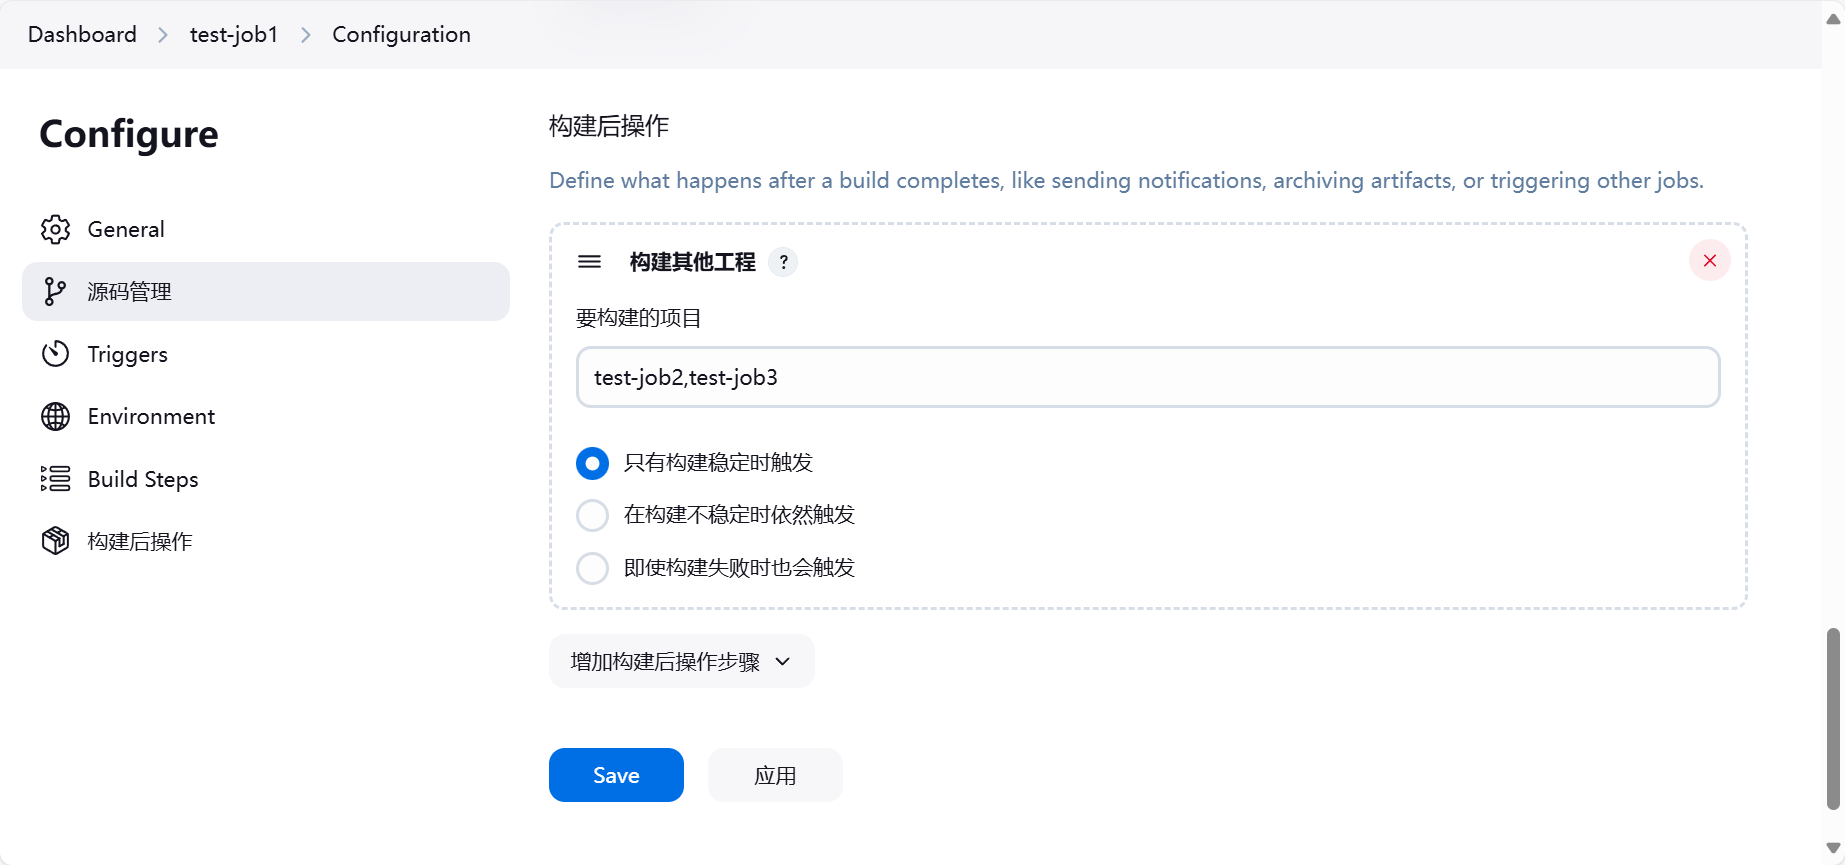 Dashboard > test-job1 > Configuration
Configure
General
源码管理
Triggers
Environment
Build Steps
构建后操作
构建后操作
Define what happens after a build completes, like sending notifications, archiving artifacts, or triggering other jobs.
构建其他工程 ?
要构建的项目
test-job2,test-job3
只有构建稳定时触发
在构建不稳定时依然触发
即使构建失败时也会触发
增加构建后操作步骤
Save 应用